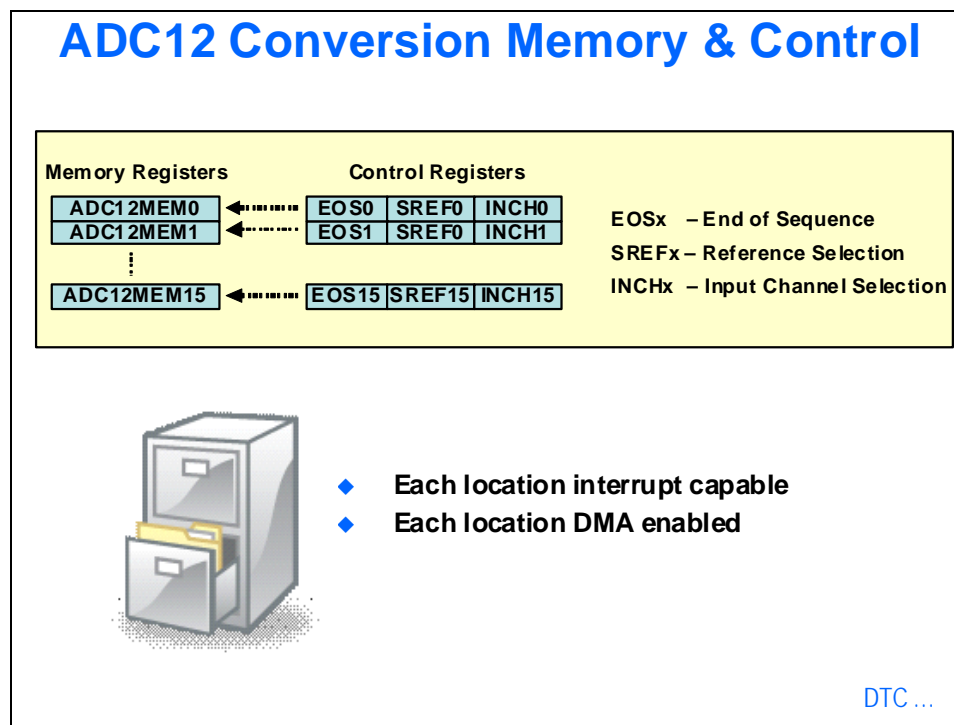 ADC12 Conversion Memory & Control
Memory Registers Control Registers
ADC12MEM0 EOS0 SREF0 INCH0
ADC12MEM1 EOS1 SREF0 INCH1
ADC12MEM15 EOS15 SREF15 INCH15
EOSx – End of Sequence
SREFx – Reference Selection
INCHx – Input Channel Selection
Each location interrupt capable
Each location DMA enabled
DTC ...